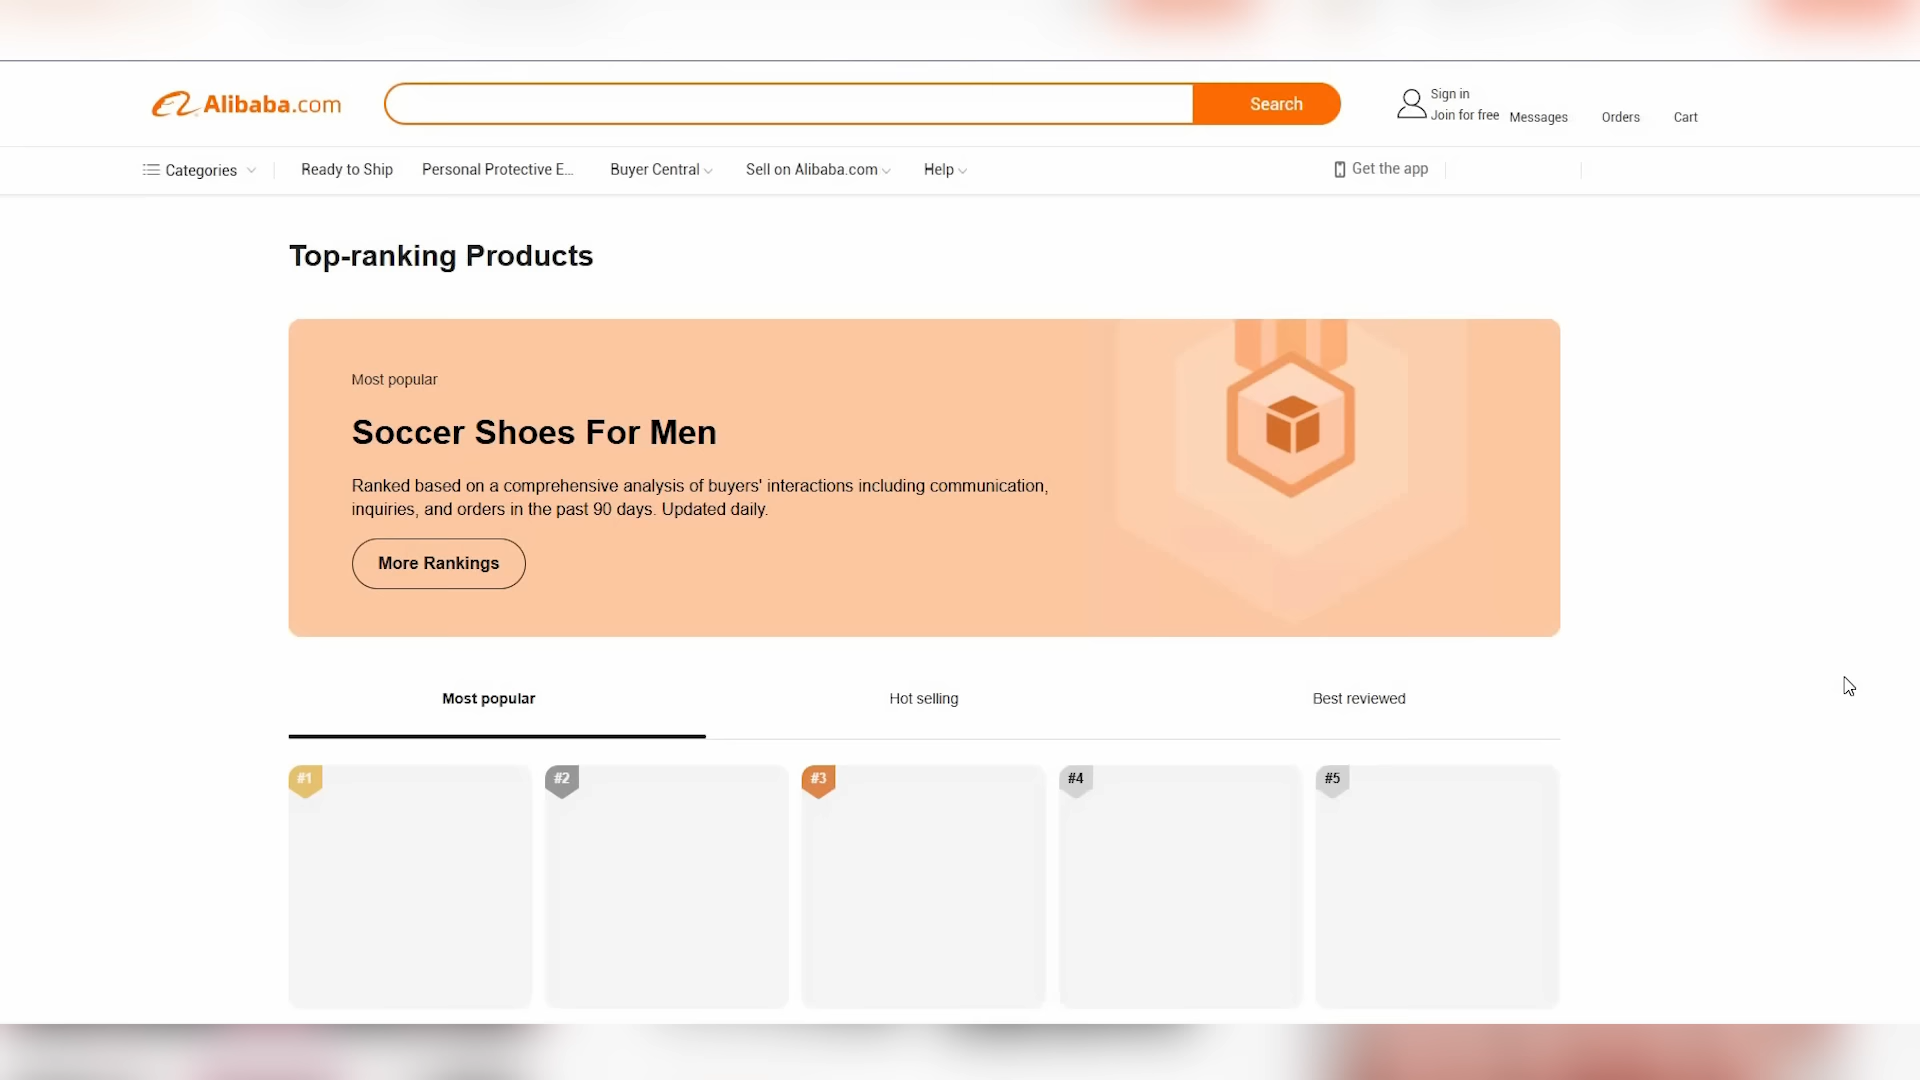 Alibaba.com
Search
Sign in
Join for free
Messages
Orders
Cart
Categories
Ready to Ship
Personal Protective E...
Buyer Central
Sell on Alibaba.com
Help
Get the app
Top-ranking Products
Most popular
Soccer Shoes For Men
Ranked based on a comprehensive analysis of buyers' interactions including communication,
inquiries, and orders in the past 90 days. Updated daily.
More Rankings
Most popular
Hot selling
Best reviewed
#1
#2
#3
#4
#5